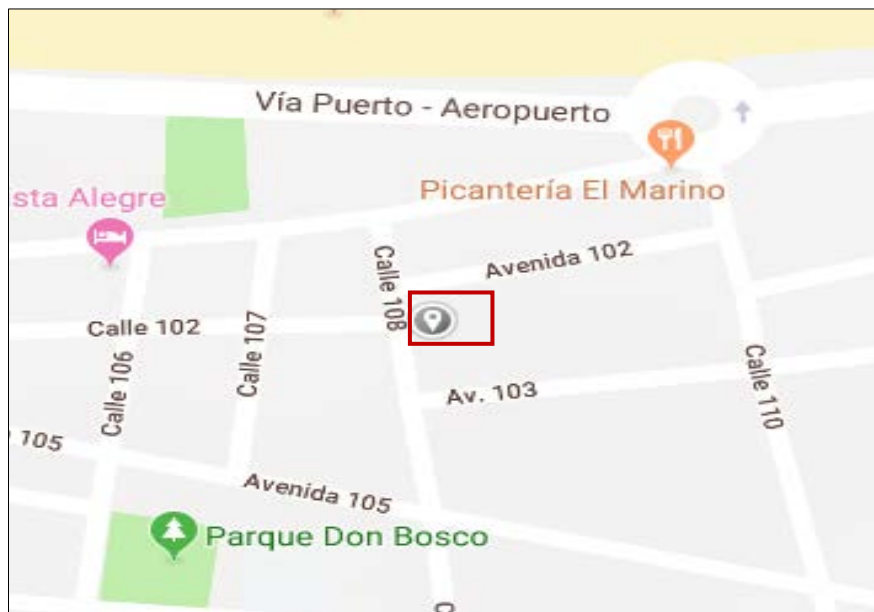 Vía Puerto - Aeropuerto
Picantería El Marino
sta Alegre
Avenida 102
Calle 108
Calle 102
Calle 107
Calle 106
Av. 103
Calle 110
105
Avenida 105
Parque Don Bosco